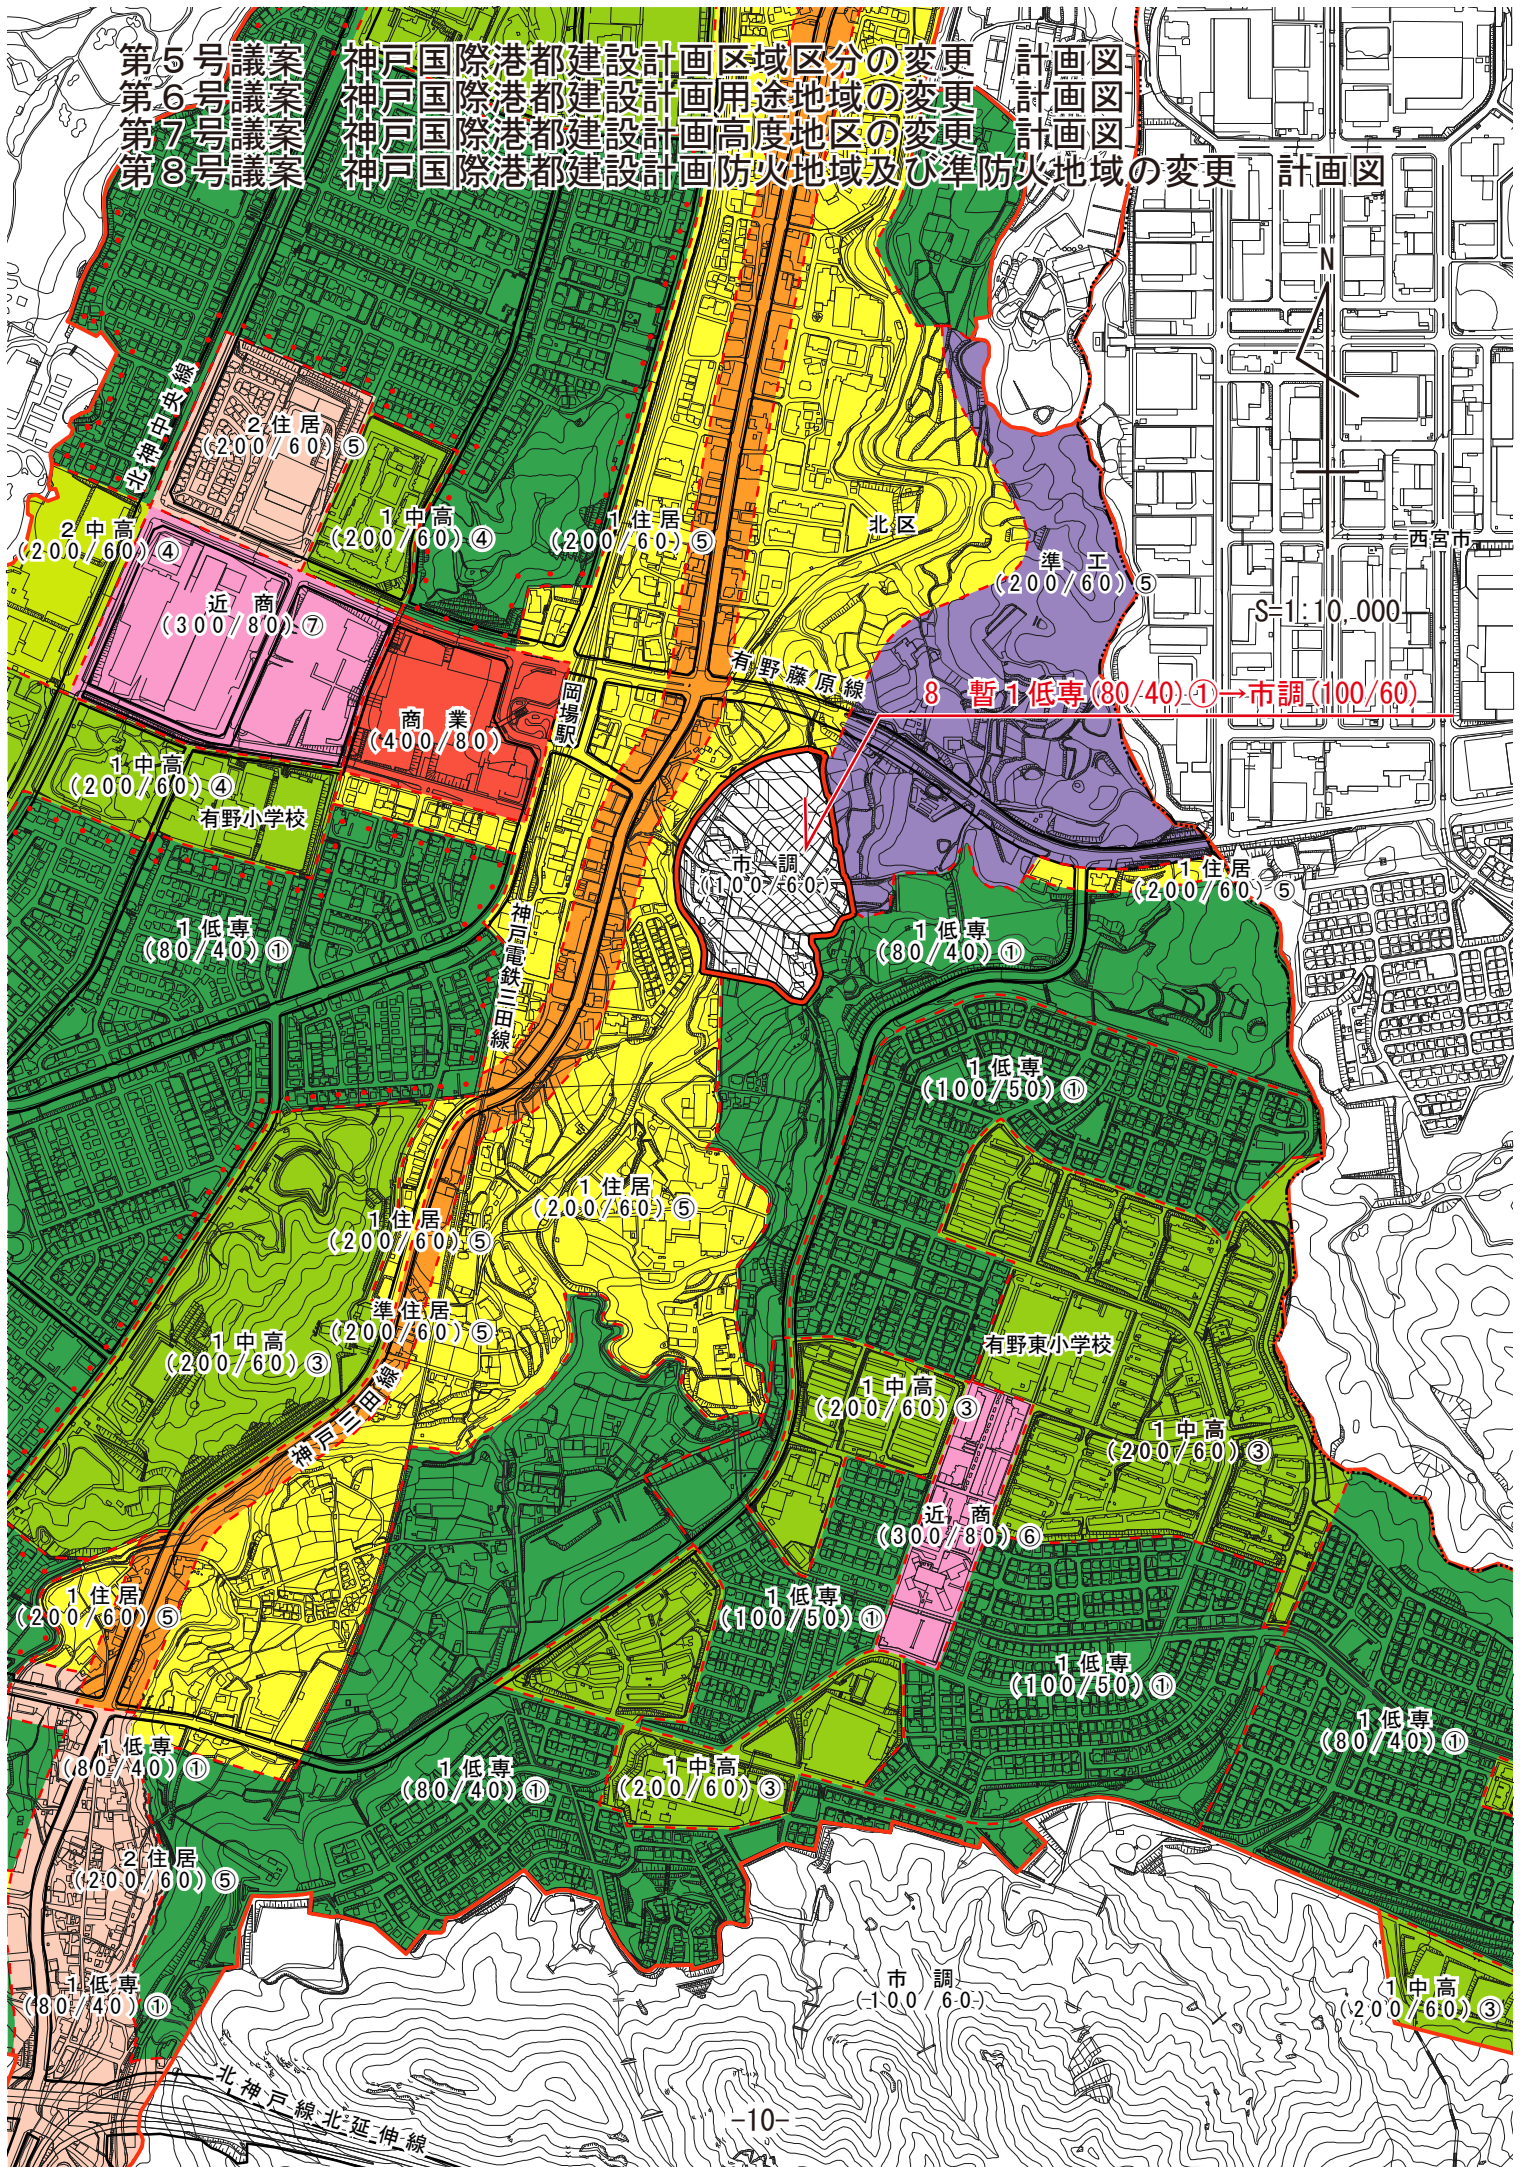 第５号議案　神戸国際港都建設計画区域区分の変更　計画図
第６号議案　神戸国際港都建設計画用途地域の変更　計画図
第７号議案　神戸国際港都建設計画高度地区の変更　計画図
第８号議案　神戸国際港都建設計画防火地域及び準防火地域の変更　計画図
N
北神中央線
２住居
(200/60)⑤
１中高
(200/60)④
１住居
(200/60)⑤
北区
西宮市
２中高
(200/60)④
準工
(200/60)⑤
近商
(300/80)⑦
S=1:10,000
有野藤原線
岡場駅
8　暫１低専(80/40)①→市調(100/60)
商業
(400/80)
１中高
(200/60)④
有野小学校
市調
(100/60)
１住居
(200/60)⑤
神戸電鉄三田線
１低専
(80/40)①
１低専
(80/40)①
１低専
(100/50)①
１住居
(200/60)⑤
１住居
(200/60)⑤
準住居
(200/60)⑤
１中高
(200/60)③
有野東小学校
神戸三田線
１中高
(200/60)③
１中高
(200/60)③
近商
(300/80)⑥
１住居
(200/60)⑤
１低専
(100/50)①
１低専
(100/50)①
１低専
(80/40)①
１低専
(80/40)①
１低専
(80/40)①
１中高
(200/60)③
２住居
(200/60)⑤
１低専
(80/40)①
市調
(100/60)
１中高
(200/60)③
北神戸線北延伸線
-10-